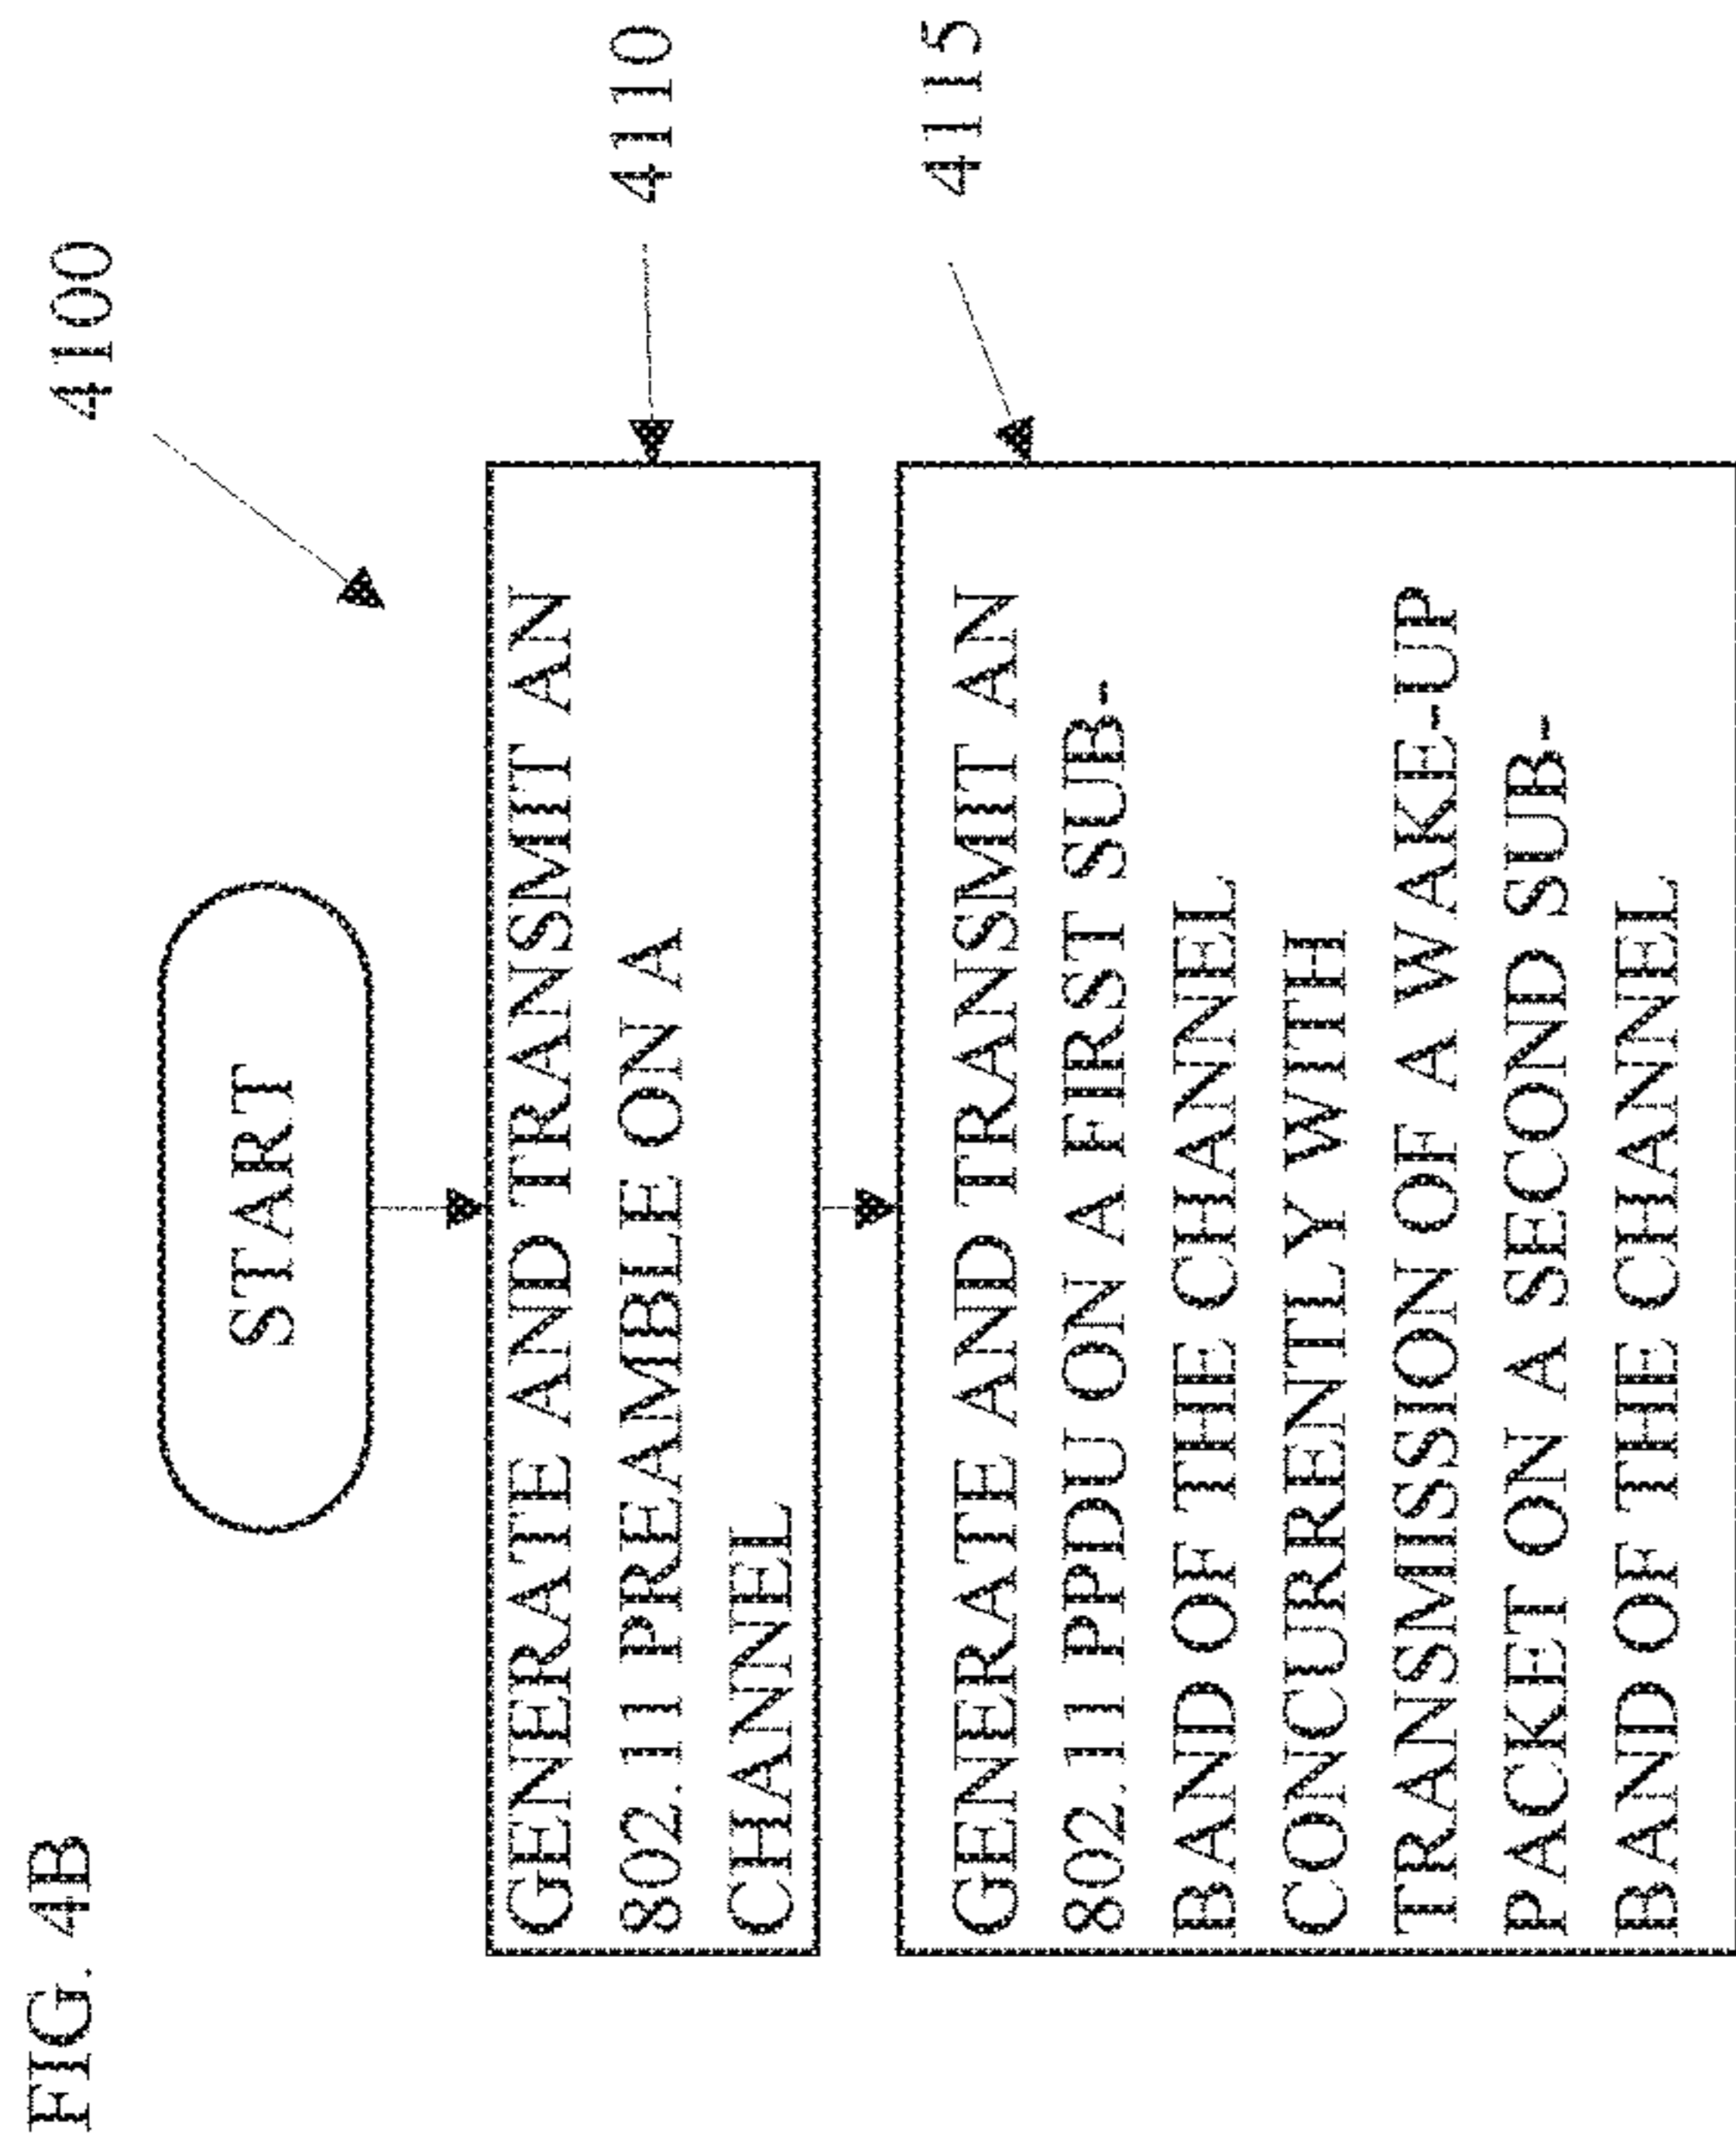 FIG. 4B
4100
START
GENERATE AND TRANSMIT AN
802.11 PREAMBLE ON A
CHANNEL
4110
GENERATE AND TRANSMIT AN
802.11 PPDU ON A FIRST SUB-
BAND OF THE CHANNEL
CONCURRENTLY WITH
TRANSMISSION OF A WAKE-UP
PACKET ON A SECOND SUB-
BAND OF THE CHANNEL
4115